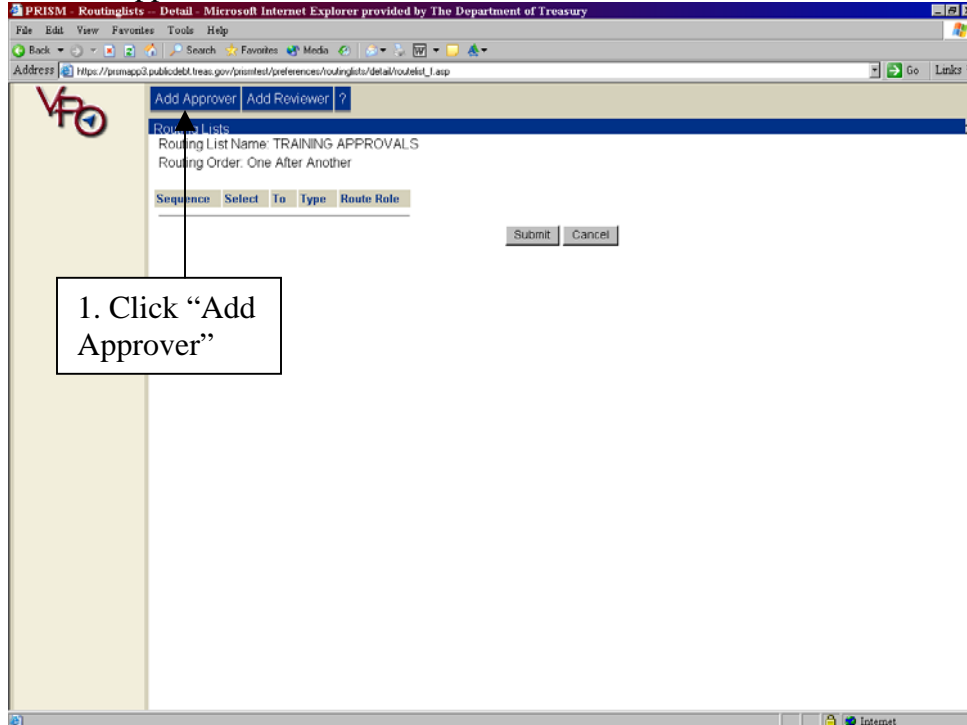 PRISM - Routinglists -- Detail - Microsoft Internet Explorer provided by The Department of Treasury
File Edit View Favorites Tools Help
Back Search Favorites Media
Address https://prismapp3.publicdebt.treas.gov/prismtest/preferences/routinglists/detail/routelist_f.asp Go Links
VPO
Add Approver Add Reviewer ?
Routing Lists
Routing List Name: TRAINING APPROVALS
Routing Order: One After Another
Sequence Select To Type Route Role
Submit Cancel
1. Click “Add
Approver”
Internet